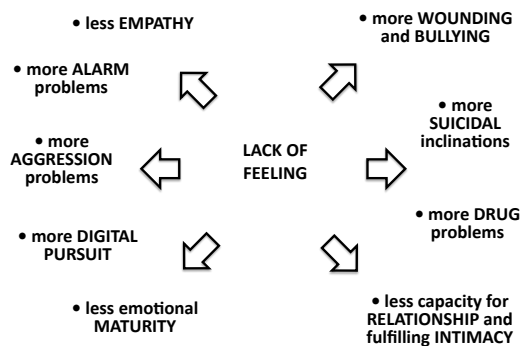 • less EMPATHY
• more WOUNDING
and BULLYING
• more ALARM
problems
• more
SUICIDAL
inclinations
• more
AGGRESSION
problems
LACK OF
FEELING
• more DRUG
problems
• more DIGITAL
PURSUIT
• less emotional
MATURITY
• less capacity for
RELATIONSHIP and
fulfilling INTIMACY